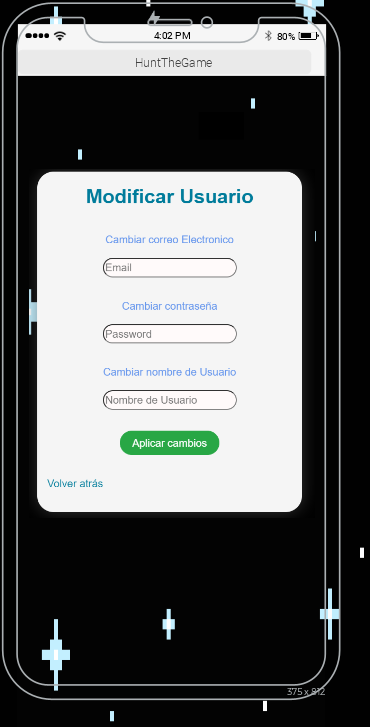 4:02 PM
80%
HuntTheGame
Modificar Usuario
Cambiar correo Electronico
Email
Cambiar contraseña
Password
Cambiar nombre de Usuario
Nombre de Usuario
Aplicar cambios
Volver atrás
375 x 812